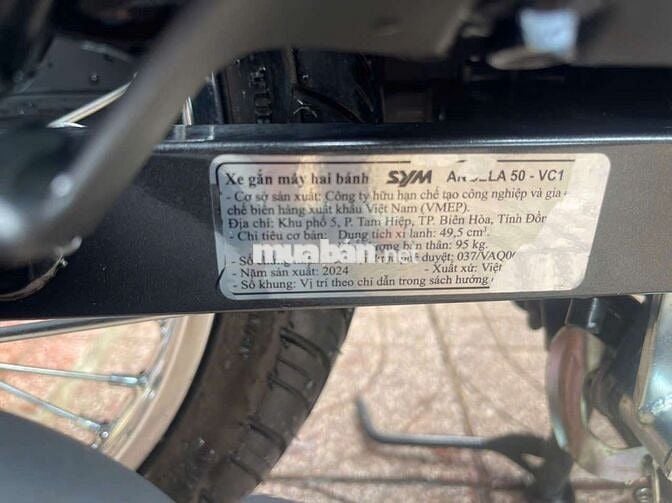 Xe gắn máy hai bánh SYM ELA 50 - VC1
- Cơ sở sản xuất: Công ty hữu hạn chế tạo công nghiệp và gia
chế biến hàng xuất khẩu Việt Nam (VMEP).
Địa chỉ: Khu phố 5, P. Tam Hiệp, TP. Biên Hòa, Tỉnh Đồn
- Chỉ tiêu cơ bản: Dung tích xi lanh: 49,5 cm³.
muaban.net
lượng bản thân: 95 kg.
- Số duyệt: 037/VAQ0
- Năm sản xuất: 2024 - Xuất xứ: Việt
- Số khung: Vị trí theo chỉ dẫn trong sách hướng